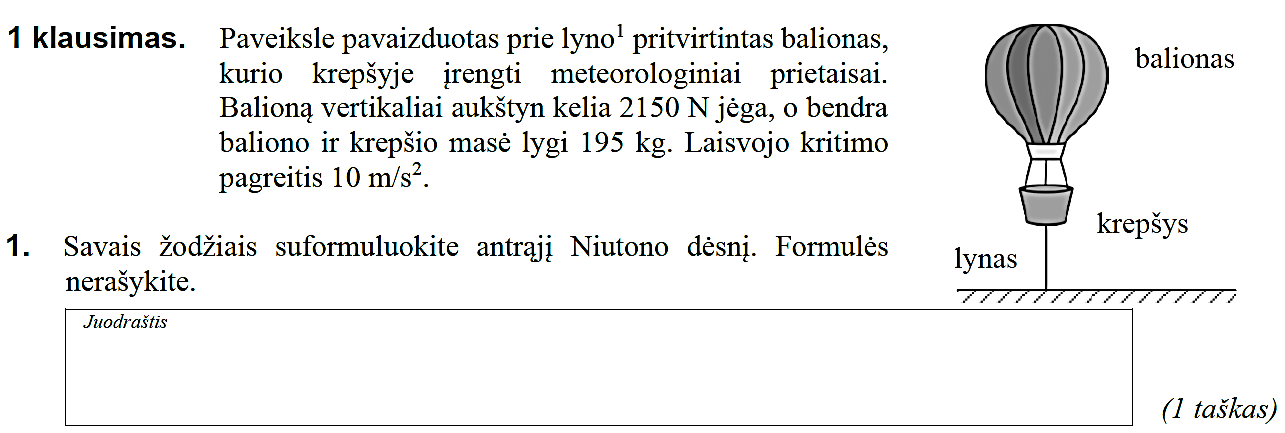 1 klausimas. Paveiksle pavaizduotas prie lyno¹ pritvirtintas balionas,
kurio krepšyje įrengti meteorologiniai prietaisai.
Balioną vertikaliai aukštyn kelia 2150 N jėga, o bendra
baliono ir krepšio masė lygi 195 kg. Laisvojo kritimo
pagreitis 10 m/s².
balionas
krepšys
lynas
1. Savais žodžiais suformuluokite antrąjį Niutono dėsnį. Formulės
nerašykite.
Juodraštis
(1 taškas)